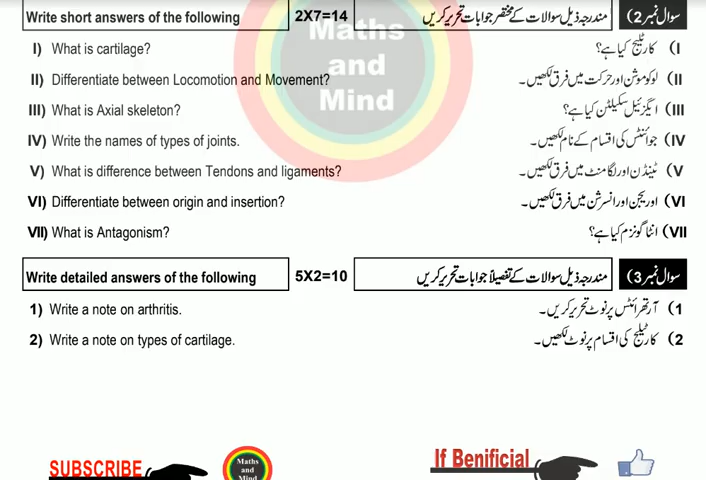 Write short answers of the following 2X7=14 مندرجہ ذیل سوالات کے مختصر جوابات تحریر کریں سوال نمبر 2)
Maths
and
Mind
I) What is cartilage? I) کارٹلیج کیا ہے؟
II) Differentiate between Locomotion and Movement? II) لوکوموشن اور حرکت میں فرق لکھیں۔
III) What is Axial skeleton? III) ایگزیئل سکیلٹن کیا ہے؟
IV) Write the names of types of joints. IV) جوائنٹس کی اقسام کے نام لکھیں۔
V) What is difference between Tendons and ligaments? V) ٹینڈن اور لگامنٹ میں فرق لکھیں۔
VI) Differentiate between origin and insertion? VI) اوریجن اور انسرشن میں فرق لکھیں۔
VII) What is Antagonism? VII) انٹاگونزم کیا ہے؟
Write detailed answers of the following 5X2=10 مندرجہ ذیل سوالات کے تفصیلاً جوابات تحریر کریں سوال نمبر 3)
1) Write a note on arthritis. 1) آرتھرائٹس پر نوٹ تحریر کریں۔
2) Write a note on types of cartilage. 2) کارٹیلج کی اقسام پر نوٹ لکھیں۔
SUBSCRIBE
Maths
and
Mind
If Benificial